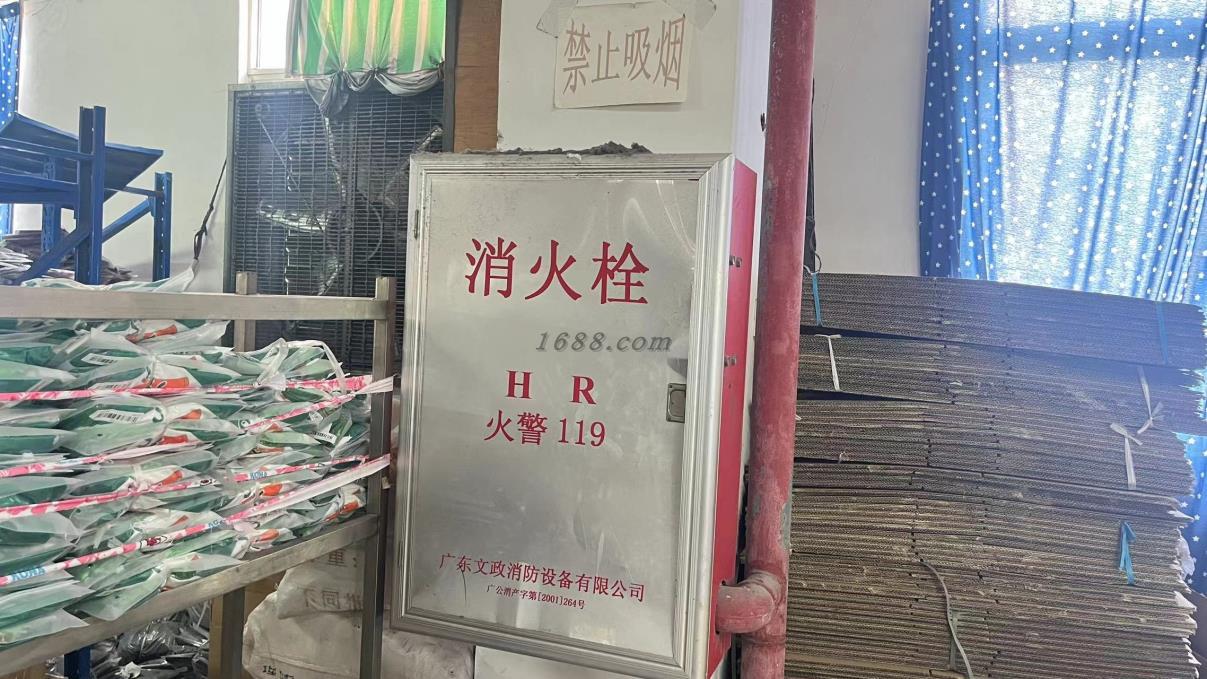 禁止吸烟
消火栓
1688.com
H R
火警 119
广东文政消防设备有限公司
广公消产字第[2001]264号